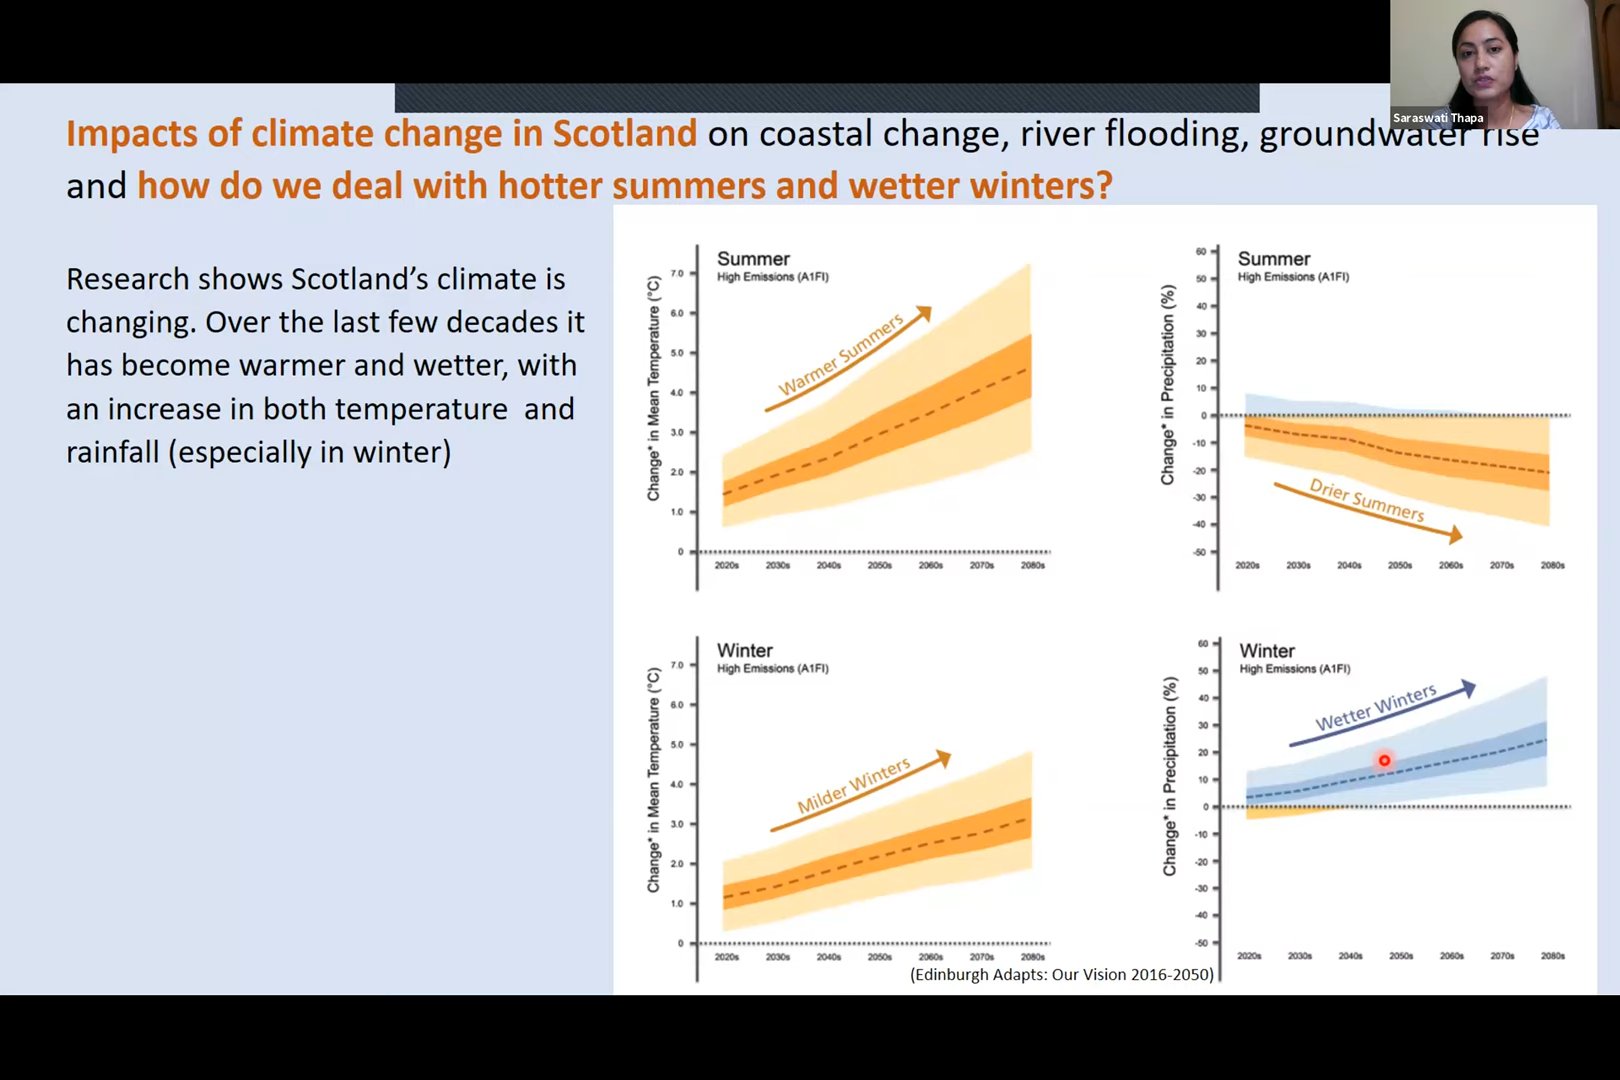 Saraswati Thapa
Impacts of climate change in Scotland on coastal change, river flooding, groundwater rise
and how do we deal with hotter summers and wetter winters?
Research shows Scotland’s climate is
changing. Over the last few decades it
has become warmer and wetter, with
an increase in both temperature and
rainfall (especially in winter)
Summer
High Emissions (A1FI)
Change* in Mean Temperature (°C)
7.0
6.0
5.0
4.0
3.0
2.0
1.0
0
Warmer Summers
2020s 2030s 2040s 2050s 2060s 2070s 2080s
Summer
High Emissions (A1FI)
Change* in Precipitation (%)
60
50
40
30
20
10
0
-10
-20
-30
-40
-50
Drier Summers
2020s 2030s 2040s 2050s 2060s 2070s 2080s
Winter
High Emissions (A1FI)
Change* in Mean Temperature (°C)
7.0
6.0
5.0
4.0
3.0
2.0
1.0
0
Milder Winters
2020s 2030s 2040s 2050s 2060s 2070s 2080s
Winter
High Emissions (A1FI)
Change* in Precipitation (%)
60
50
40
30
20
10
0
-10
-20
-30
-40
-50
Wetter Winters
2020s 2030s 2040s 2050s 2060s 2070s 2080s
(Edinburgh Adapts: Our Vision 2016-2050)